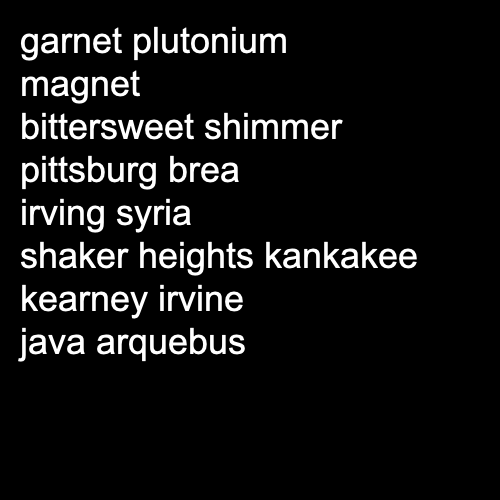 garnet plutonium
magnet
bittersweet shimmer
pittsburg brea
irving syria
shaker heights kankakee
kearney irvine
java arquebus